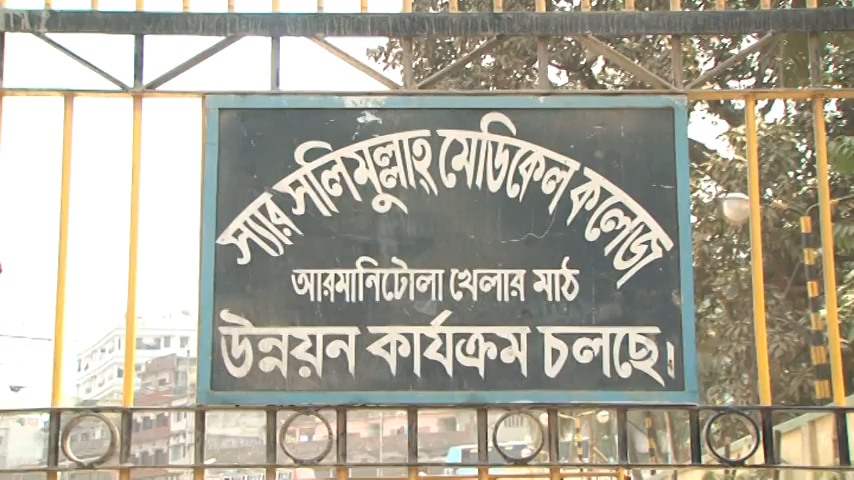 স্যার সলিমুল্লাহ্ মেডিকেল কলেজ
আরমানিটোলা খেলার মাঠ
উন্নয়ন কার্যক্রম চলছে।